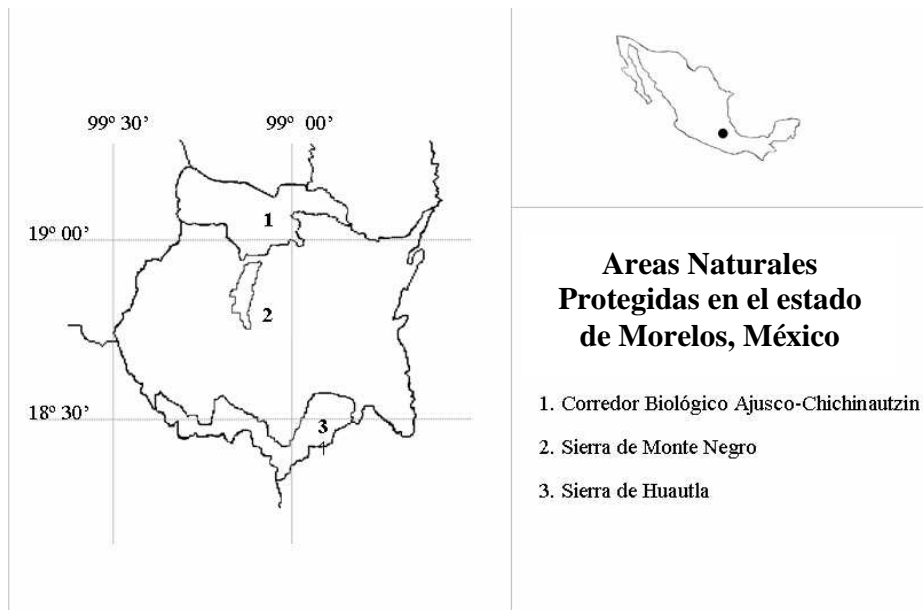 99º 30’
99º 00’
19º 00’
1
2
18º 30’
3
Areas Naturales
Protegidas en el estado
de Morelos, México
1. Corredor Biológico Ajusco-Chichinautzin
2. Sierra de Monte Negro
3. Sierra de Huautla